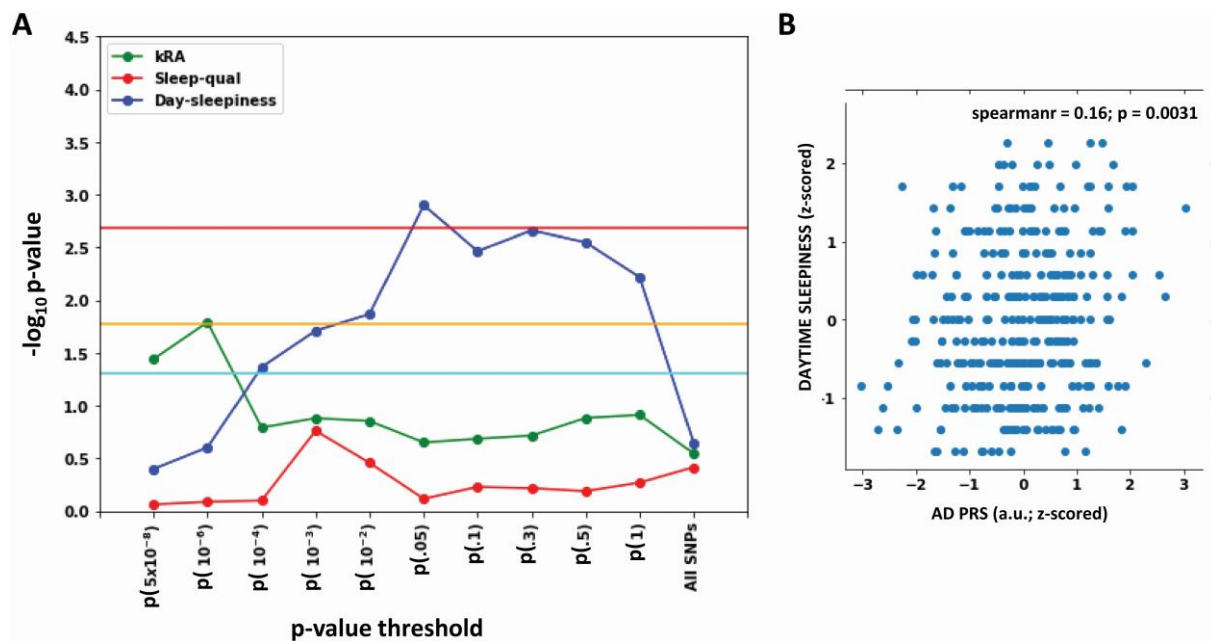 A
B
4.5
4.0
3.5
3.0
2.5
2.0
1.5
1.0
0.5
0.0
-log₁₀ p-value
kRA
Sleep-qual
Day-sleepiness
p(5x10⁻⁸)
p(10⁻⁶)
p(10⁻⁴)
p(10⁻³)
p(10⁻²)
p(.05)
p(.1)
p(.3)
p(.5)
p(1)
All SNPs
p-value threshold
spearmanr = 0.16; p = 0.0031
DAYTIME SLEEPINESS (z-scored)
2
1
0
-1
−3
−2
−1
0
1
2
3
AD PRS (a.u.; z-scored)